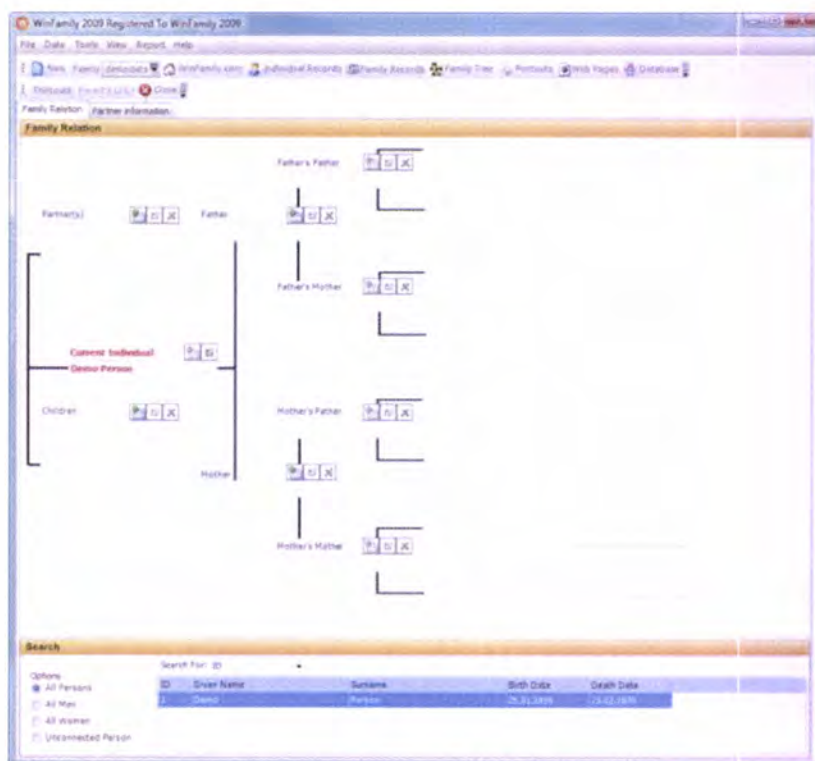 WinFamily 2009 Registered To WinFamily 2009
File Data Tools View Report Help
New Family WinFamily.com Individual Records Family Records Family Tree Printouts Web Pages Database
Close
Family Relation Partner Information
Family Relation
Father's Father
Partner(s) Father
Father's Mother
Current Individual
Demo Person
Children Mother's Father
Mother
Mother's Mother
Search
Search For: ID
Options
All Persons
All Men
All Women
Unconnected Person
ID Given Name Surname Birth Date Death Date
1 Demo Person